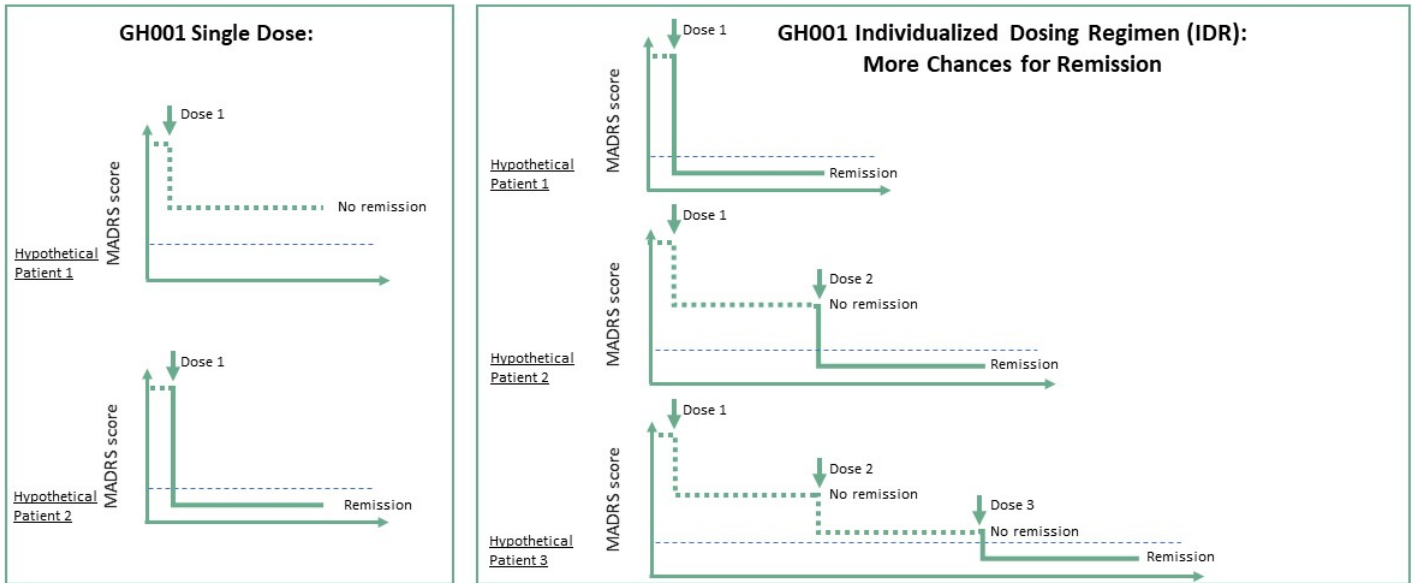 GH001 Single Dose:
Dose 1
MADRS score
No remission
Hypothetical
Patient 1
Dose 1
MADRS score
Hypothetical
Patient 2
Remission
GH001 Individualized Dosing Regimen (IDR):
More Chances for Remission
Dose 1
MADRS score
Hypothetical
Patient 1
Remission
Dose 1
MADRS score
Dose 2
No remission
Hypothetical
Patient 2
Remission
Dose 1
MADRS score
Dose 2
No remission
Dose 3
No remission
Hypothetical
Patient 3
Remission